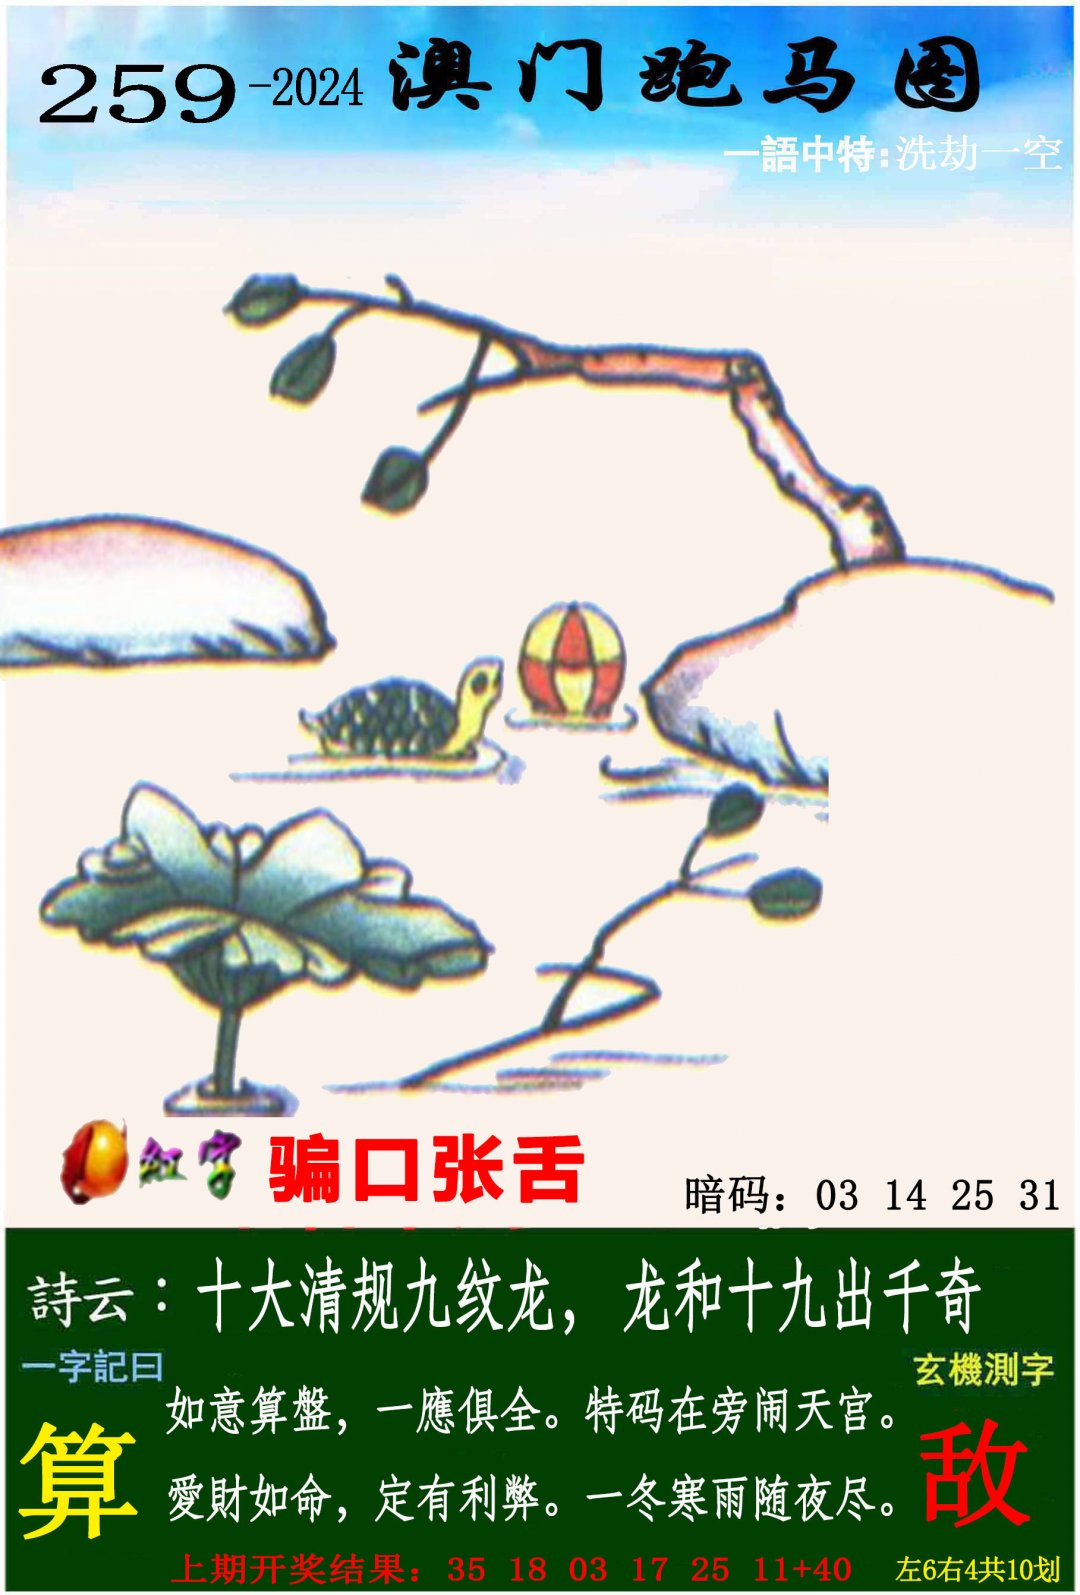 259-2024 澳门跑马图
一語中特:洗劫一空
红字 骗口张舌
暗码：03 14 25 31
詩云：十大清规九纹龙，龙和十九出千奇
一字記曰
玄機測字
算
如意算盤，一應俱全。特码在旁闹天宫。
愛財如命，定有利弊。一冬寒雨随夜尽。
敌
上期开奖结果：35 18 03 17 25 11+40
左6右4共10划